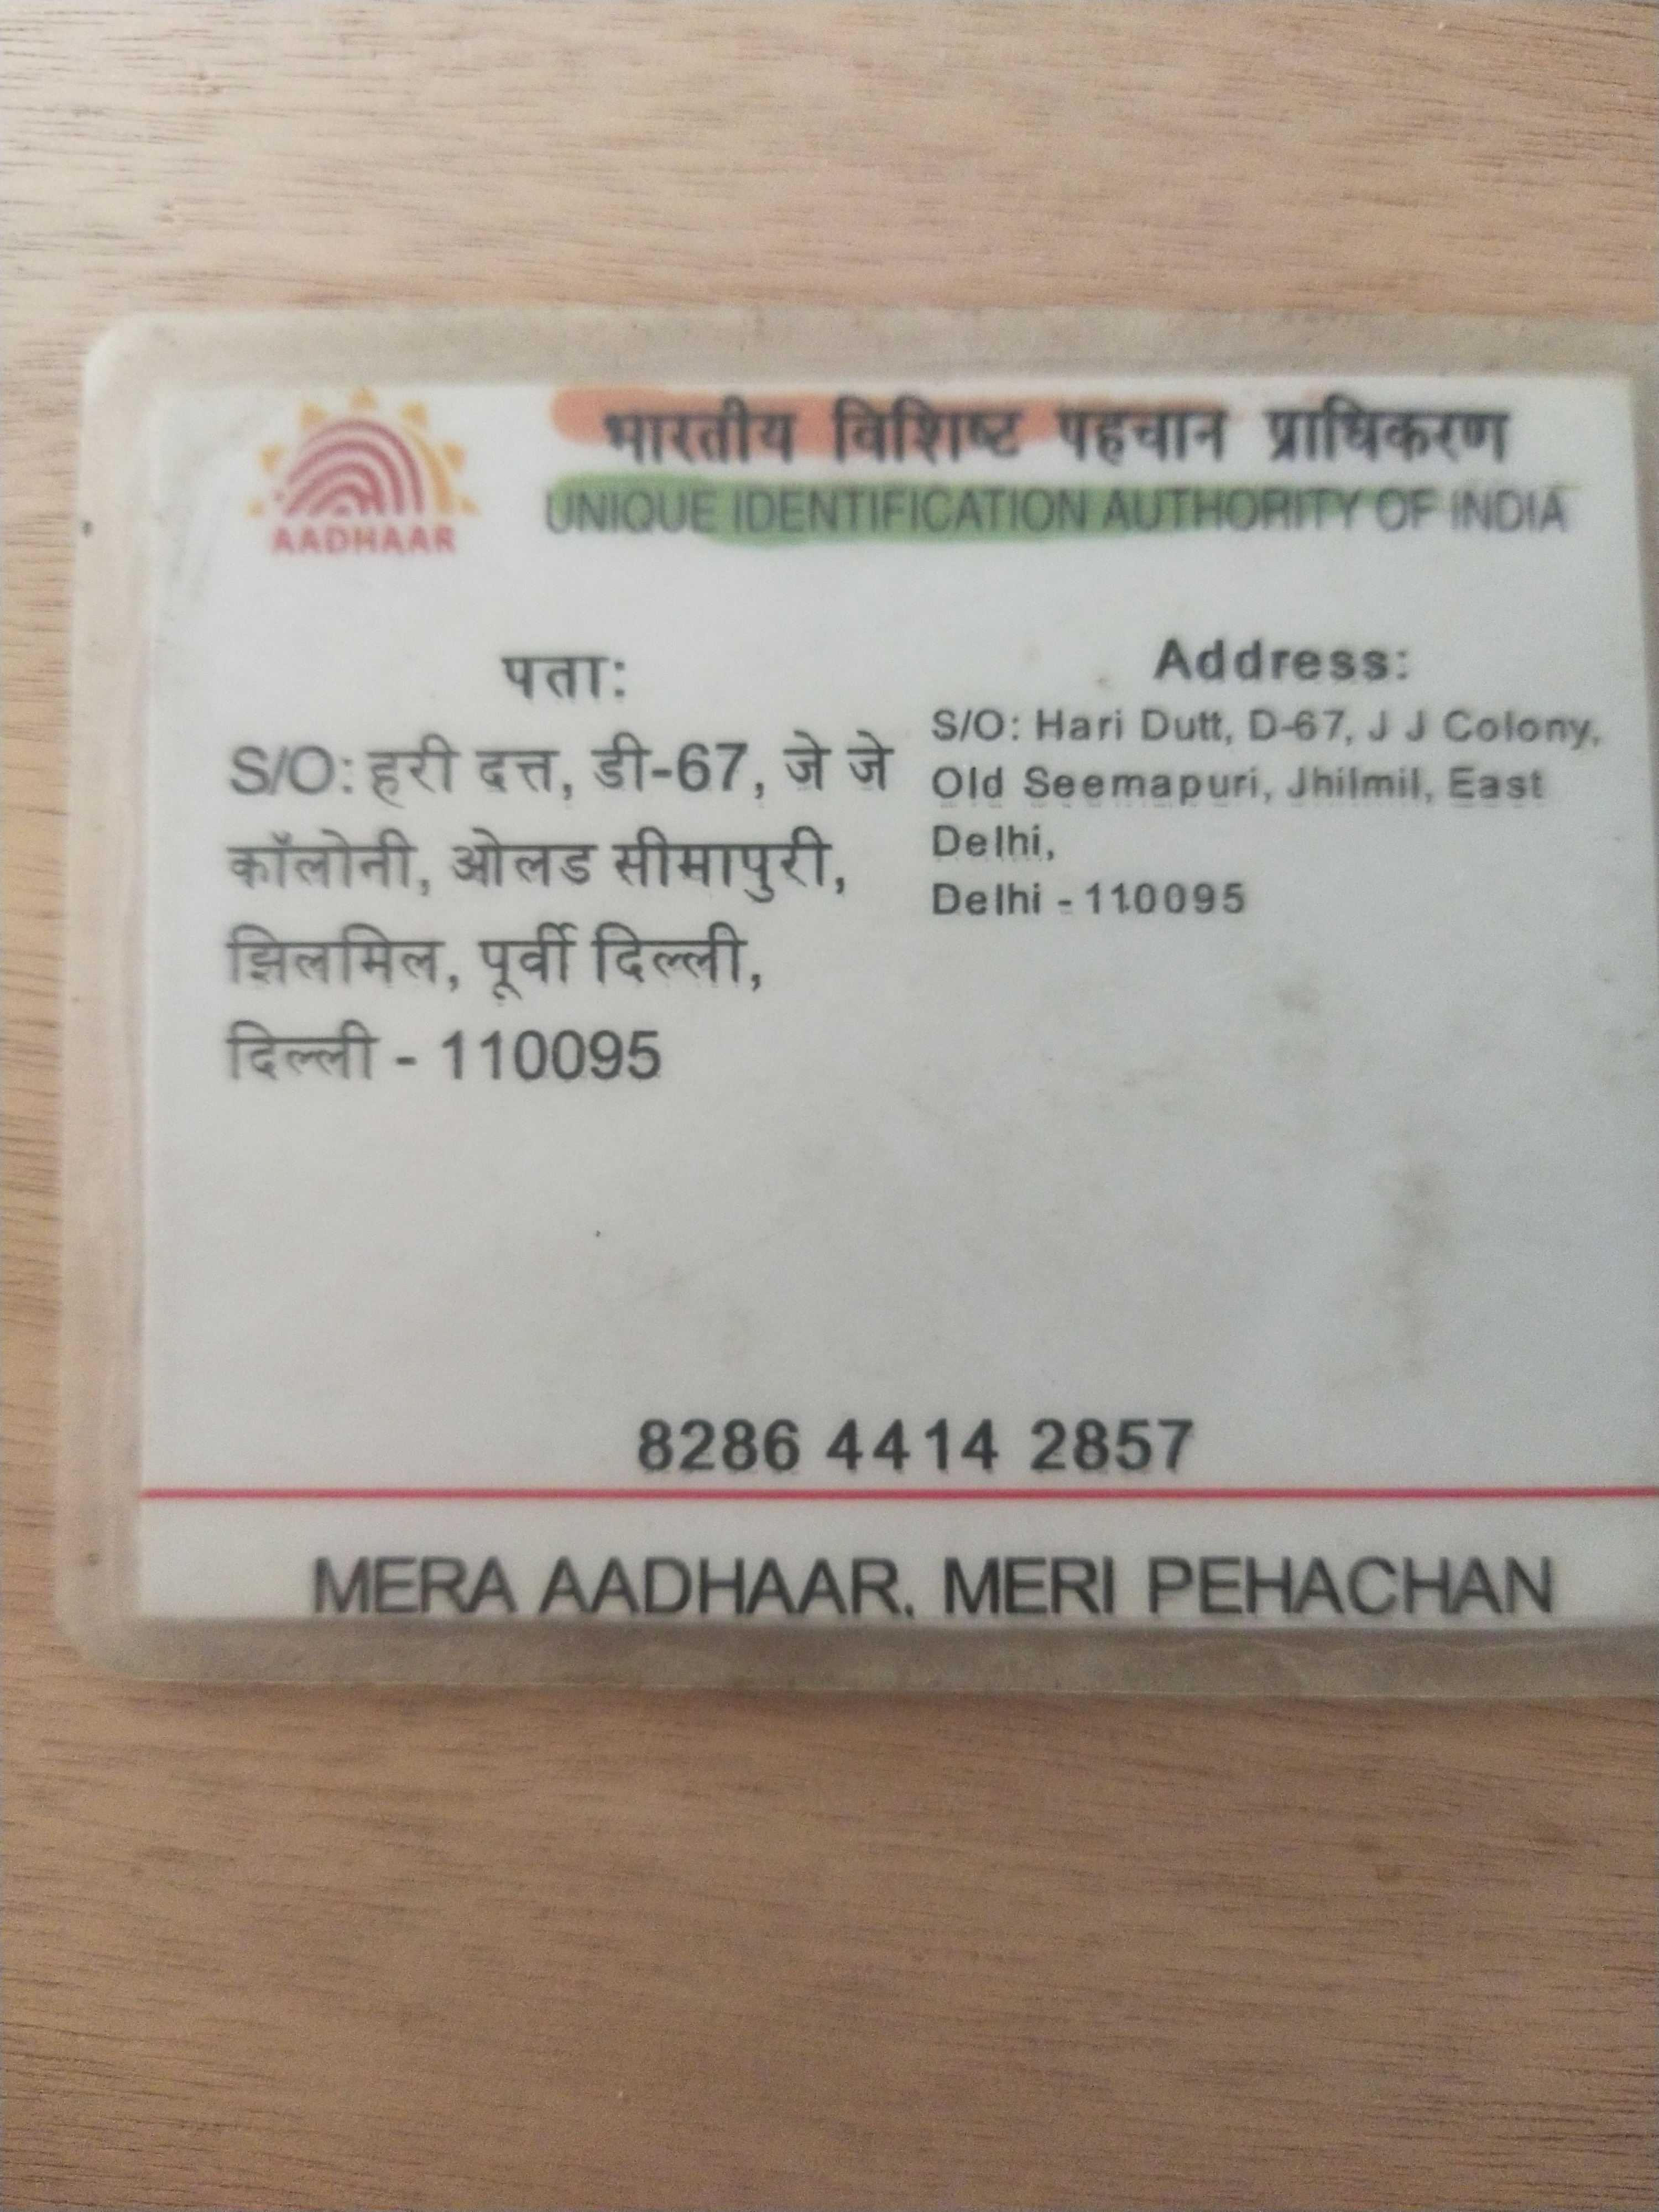 AADHAAR
भारतीय विशिष्ट पहचान प्राधिकरण
UNIQUE IDENTIFICATION AUTHORITY OF INDIA
पता:
S/O: हरी दत्त, डी-67, जे जे
कॉलोनी, ओलड सीमापुरी,
झिलमिल, पूर्वी दिल्ली,
दिल्ली - 110095
Address:
S/O: Hari Dutt, D-67, J J Colony,
Old Seemapuri, Jhilmil, East
Delhi,
Delhi - 110095
8286 4414 2857
MERA AADHAAR, MERI PEHACHAN